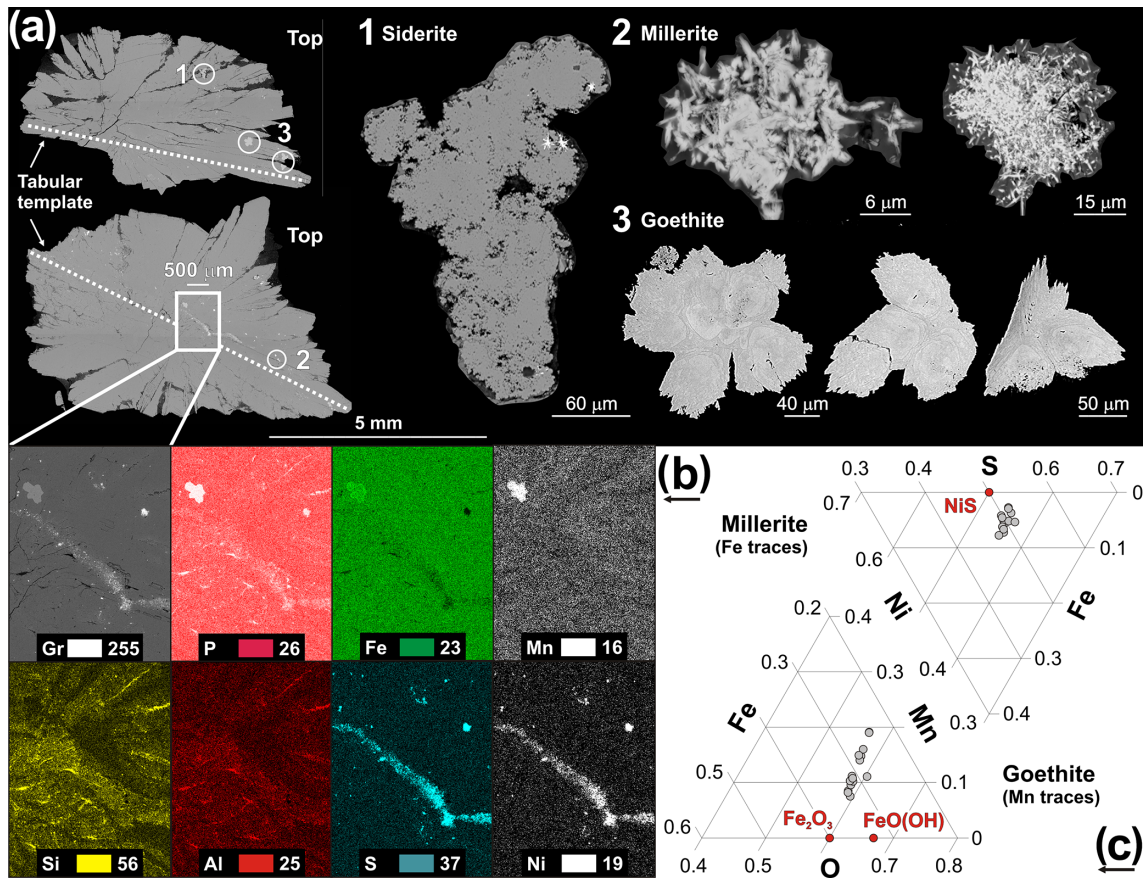 (a)
Top
1
3
Tabular
template
Top
500 µm
2
5 mm
1 Siderite
60 µm
2 Millerite
6 µm
15 µm
3 Goethite
40 µm
50 µm
Gr 255
P 26
Fe 23
Mn 16
Si 56
Al 25
S 37
Ni 19
(b)
S
0.3 0.4 0.6 0.7
0.7 0
NiS
Millerite
(Fe traces)
0.6 0.1
Ni Fe
0.4 0.3
0.3 0.4
0.2 0.4
0.3 0.3
Fe Mn
0.5 0.1
Goethite
(Mn traces)
Fe₂O₃ FeO(OH)
0.6 0
0.4 0.5 O 0.7 0.8
(c)